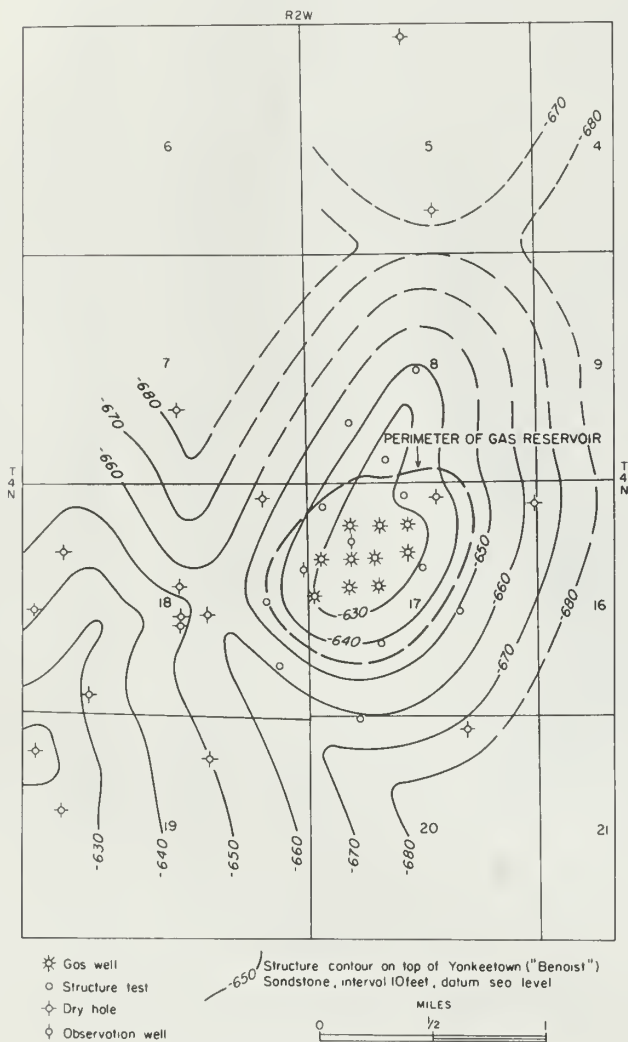 R2W
6
5
4
-670
-680
7
8
9
-680
-670
-660
PERIMETER OF GAS RESERVOIR
T
4
N
T
4
N
18
17
16
-630
-640
-650
-660
-670
-680
19
20
21
-630
-640
-650
-660
-670
-680
Gas well
Structure test
Dry hole
Observation well
-650
Structure contour on top of Yankeetown ("Benoist")
Sandstone, interval 10 feet, datum sea level
MILES
0
1/2
1